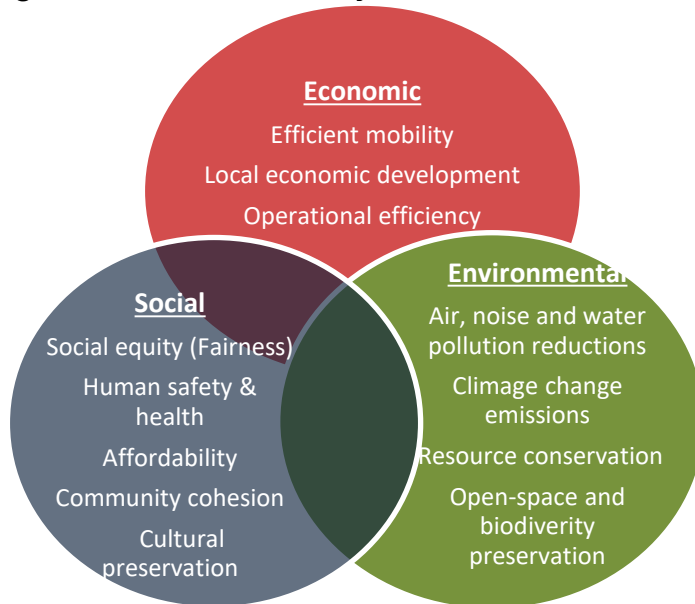 Economic
Efficient mobility
Local economic development
Operational efficiency
Social
Social equity (Fairness)
Human safety &
health
Affordability
Community cohesion
Cultural
preservation
Environmental
Air, noise and water
pollution reductions
Climage change
emissions
Resource conservation
Open-space and
biodiverity
preservation